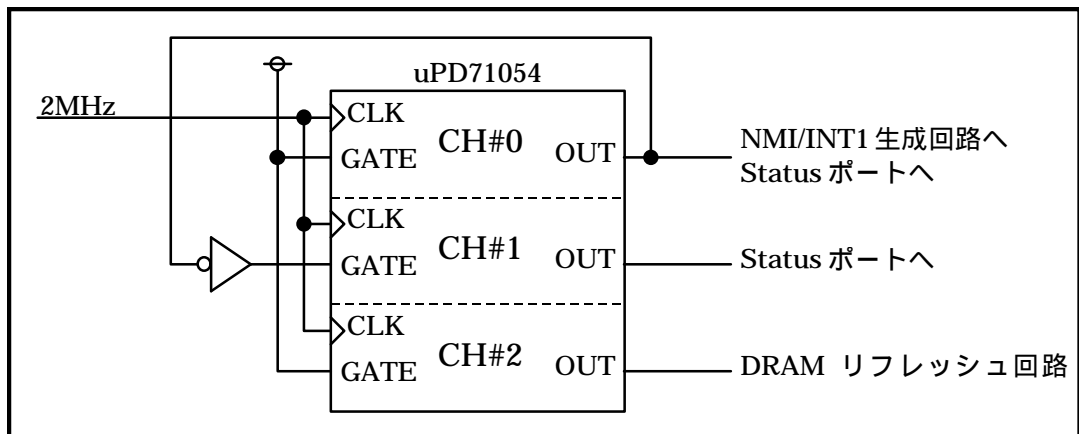 uPD71054
2MHz
CLK
GATE
CH#0
OUT
NMI/INT1 生成回路へ
Status ポートへ
CLK
GATE
CH#1
OUT
Status ポートへ
CLK
GATE
CH#2
OUT
DRAM リフレッシュ回路